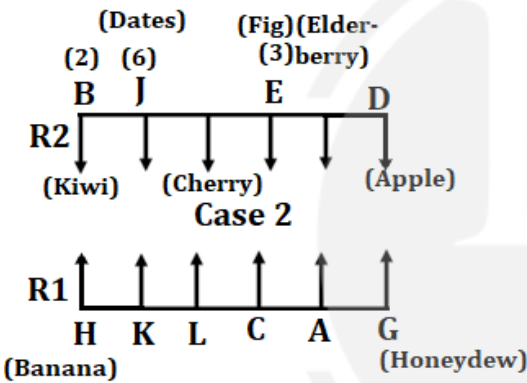 (Dates) (Fig)(Elder-
(2) (6) (3)berry)
B J E D
R2
(Kiwi) (Cherry) (Apple)
Case 2
R1
H K L C A G
(Banana) (Honeydew)